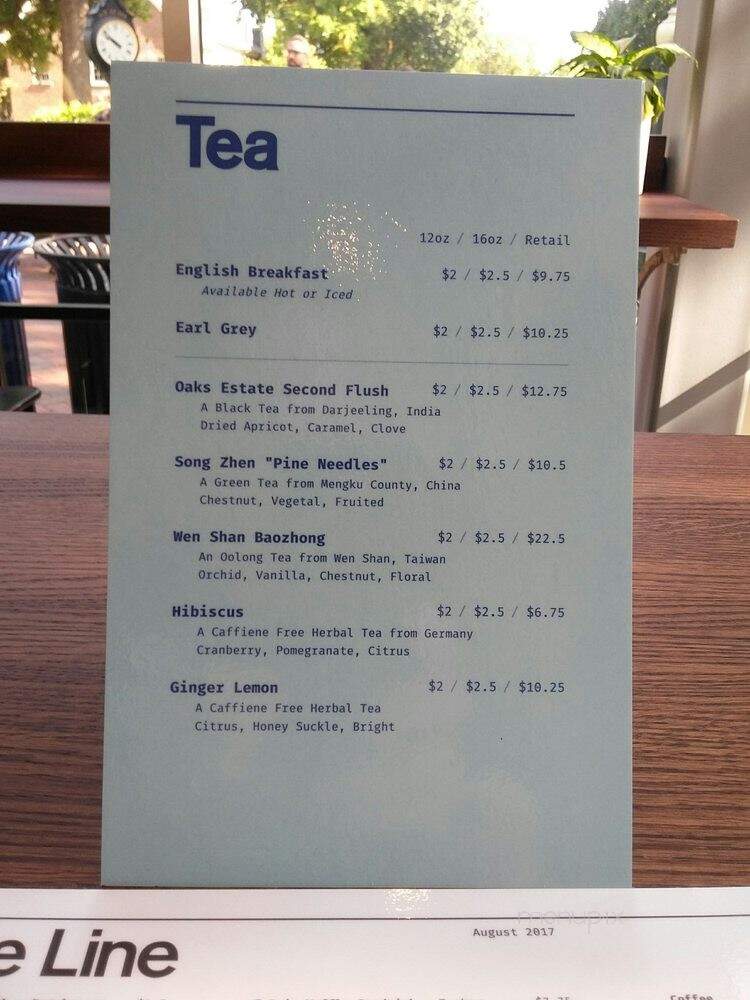 Tea
12oz / 16oz / Retail
English Breakfast $2 / $2.5 / $9.75
Available Hot or Iced
Earl Grey $2 / $2.5 / $10.25
Oaks Estate Second Flush $2 / $2.5 / $12.75
A Black Tea from Darjeeling, India
Dried Apricot, Caramel, Clove
Song Zhen "Pine Needles" $2 / $2.5 / $10.5
A Green Tea from Mengku County, China
Chestnut, Vegetal, Fruited
Wen Shan Baozhong $2 / $2.5 / $22.5
An Oolong Tea from Wen Shan, Taiwan
Orchid, Vanilla, Chestnut, Floral
Hibiscus $2 / $2.5 / $6.75
A Caffiene Free Herbal Tea from Germany
Cranberry, Pomegranate, Citrus
Ginger Lemon $2 / $2.5 / $10.25
A Caffiene Free Herbal Tea
Citrus, Honey Suckle, Bright
menupix
e Line August 2017
Coffee